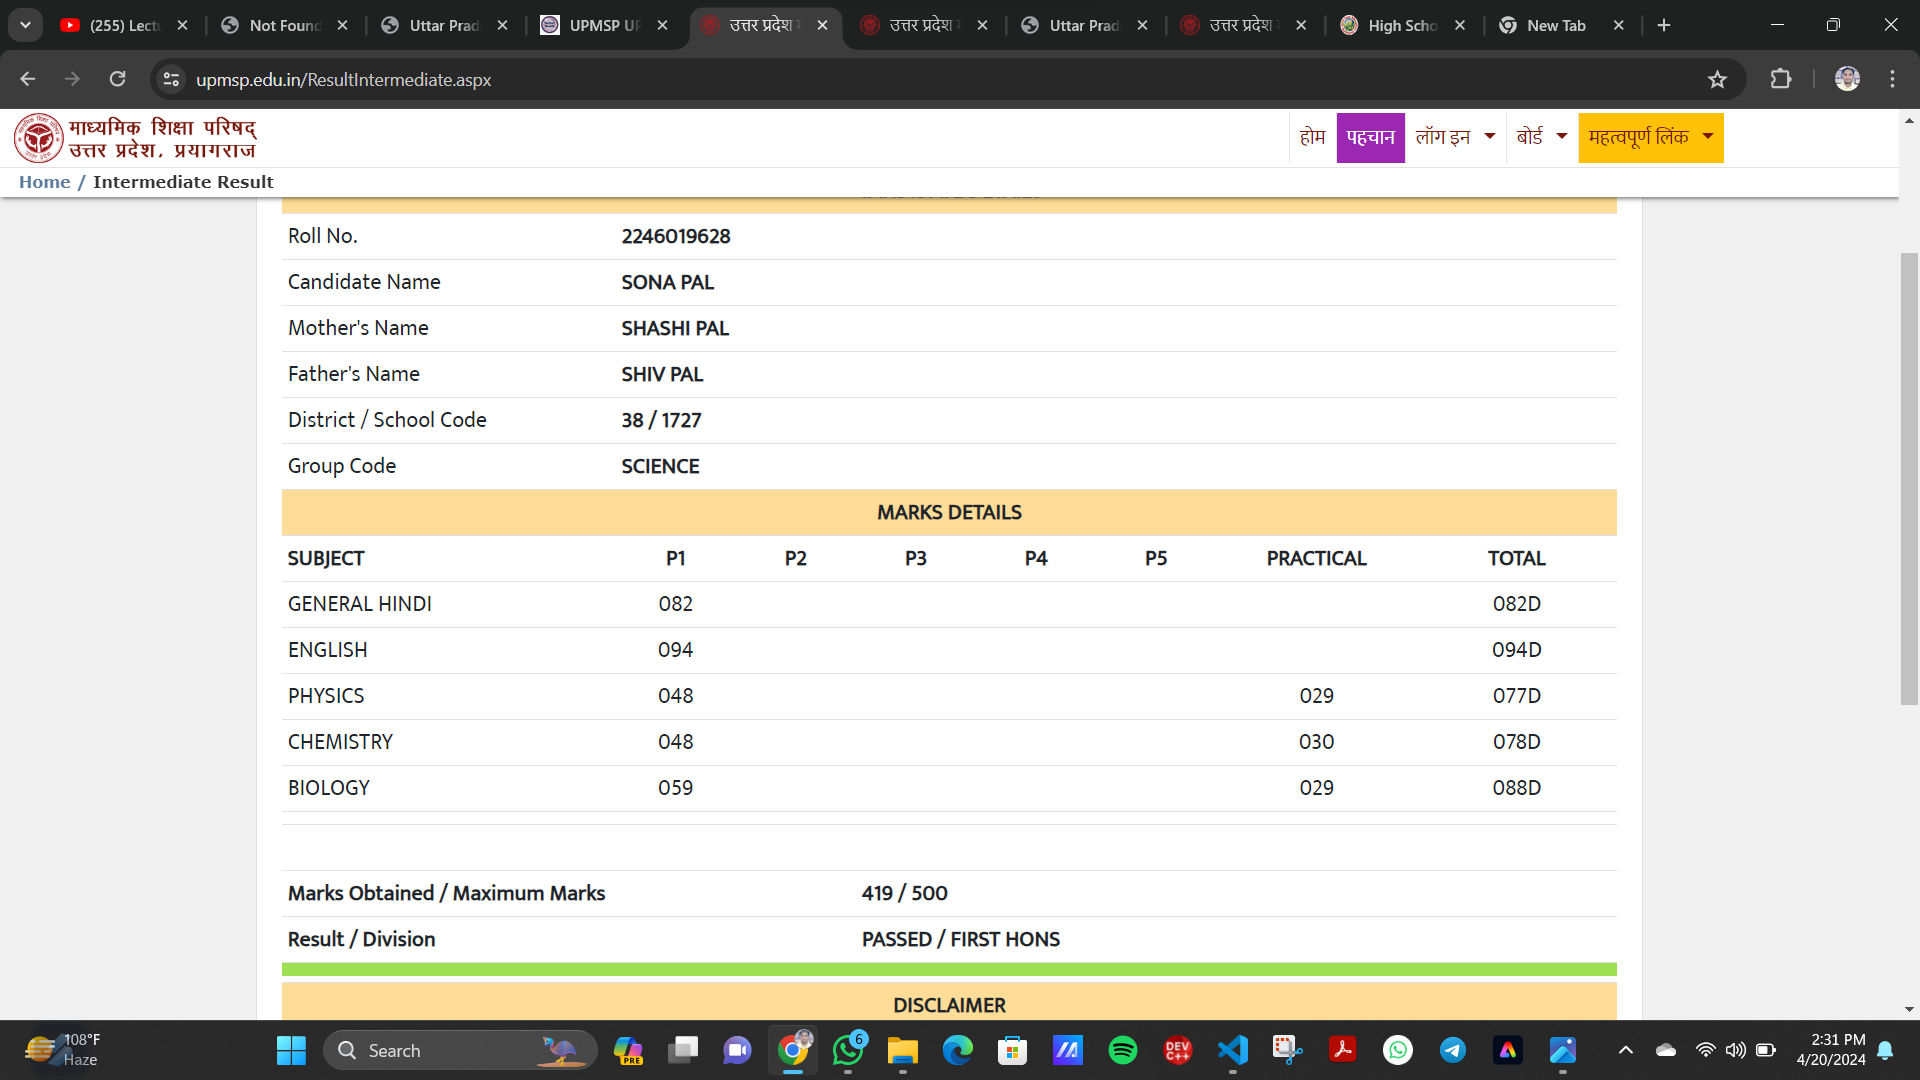 (255) Lectu
Not Found
Uttar Prad
UPMSP UP
उत्तर प्रदेश
उत्तर प्रदेश
Uttar Prad
उत्तर प्रदेश
High Scho
New Tab
upmsp.edu.in/ResultIntermediate.aspx
माध्यमिक शिक्षा परिषद्
उत्तर प्रदेश, प्रयागराज
होम पहचान लॉग इन बोर्ड महत्वपूर्ण लिंक
Home / Intermediate Result
Roll No. 2246019628
Candidate Name SONA PAL
Mother's Name SHASHI PAL
Father's Name SHIV PAL
District / School Code 38 / 1727
Group Code SCIENCE
MARKS DETAILS
SUBJECT P1 P2 P3 P4 P5 PRACTICAL TOTAL
GENERAL HINDI 082 082D
ENGLISH 094 094D
PHYSICS 048 029 077D
CHEMISTRY 048 030 078D
BIOLOGY 059 029 088D
Marks Obtained / Maximum Marks 419 / 500
Result / Division PASSED / FIRST HONS
DISCLAIMER
108°F
Haze
Search
PRE
6
DEV
C++
2:31 PM
4/20/2024